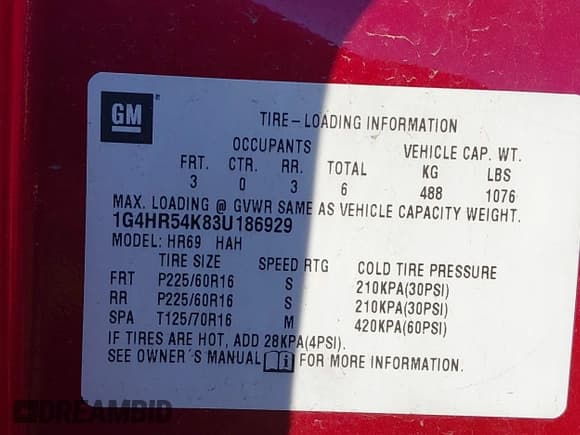 GM
TIRE-LOADING INFORMATION
OCCUPANTS VEHICLE CAP. WT.
FRT. CTR. RR. TOTAL KG LBS
3 0 3 6 488 1076
MAX. LOADING @ GVWR SAME AS VEHICLE CAPACITY WEIGHT.
1G4HR54K83U186929
MODEL: HR69 HAH
TIRE SIZE SPEED RTG COLD TIRE PRESSURE
FRT P225/60R16 S 210KPA(30PSI)
RR P225/60R16 S 210KPA(30PSI)
SPA T125/70R16 M 420KPA(60PSI)
IF TIRES ARE HOT, ADD 28KPA(4PSI).
SEE OWNER'S MANUAL i FOR MORE INFORMATION.
DREAMBID